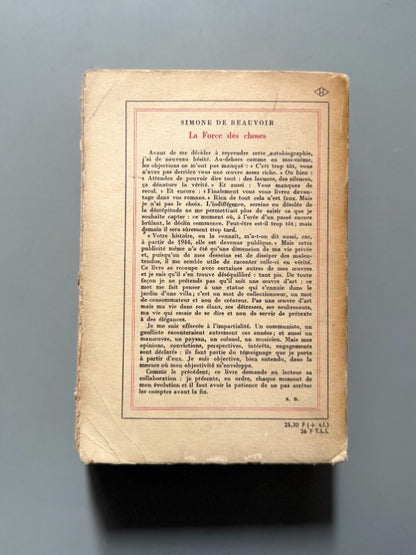 H
SIMONE DE BEAUVOIR
La Force des choses
Avant de me décider à reprendre cette autobiographie,
j'ai de nouveau hésité. Au-dehors comme en moi-même,
les objections ne m'ont pas manqué : « C'est trop tôt, vous
n'avez pas derrière vous une œuvre assez riche. » Ou bien :
« Attendez de pouvoir dire tout : des lacunes, des silences,
ça dénature la vérité. » Et aussi : « Vous manquez de
recul. » Et encore : « Finalement vous vous livrez davan-
tage dans vos romans. » Rien de tout cela n'est faux. Mais
je n'ai pas le choix. L'indifférence, sereine ou désolée de
la décrépitude ne me permettrait plus de saisir ce que je
souhaite capter : ce moment où, à l'orée d'un passé encore
brûlant, le déclin commence. Peut-être est-il trop tôt; mais
demain il sera sûrement trop tard.
« Votre histoire, on la connaît, m'a-t-on dit aussi, car,
à partir de 1944, elle est devenue publique. » Mais cette
publicité même n'a été qu'une dimension de ma vie privée
et, puisqu'un de mes desseins est de dissiper des malen-
tendus, il me semble utile de raconter celle-ci en vérité.
Ce livre se recoupe avec certaines autres de mes œuvres
et jamais sans doute s'en trouve déséquilibré : tant pis. De toute
façon je ne prétends pas qu'il soit une œuvre d'art : ce
mot me fait penser à une statue qui s'ennuie dans le
jardin d'une villa; c'est un mot de collectionneur, un mot
de consommateur et non de créateur. Pas une œuvre d'art
mais ma vie dans ses élans, ses détresses, ses soubresauts,
ma vie qui essaie de se dire et non de servir de prétexte
à des élégances.
Je me suis efforcée à l'impartialité. Un communiste, un
gaulliste raconteraient autrement ces années; et aussi un
manœuvre, un paysan, un colonel, un musicien. Mais mes
opinions, convictions, perspectives, intérêts, engagements
sont déclarés : ils font partie du témoignage que je porte
à partir d'eux. Je suis objective, bien entendu, dans la
mesure où mon objectivité m'enveloppe.
Comme le précédent, ce livre demande au lecteur sa
collaboration : je présente, en ordre, chaque moment de
mon évolution et il faut avoir la patience de ne pas arrêter
les comptes avant la fin.
S. B.
25,30 F (+ t.l.)
26 F T.L.I.